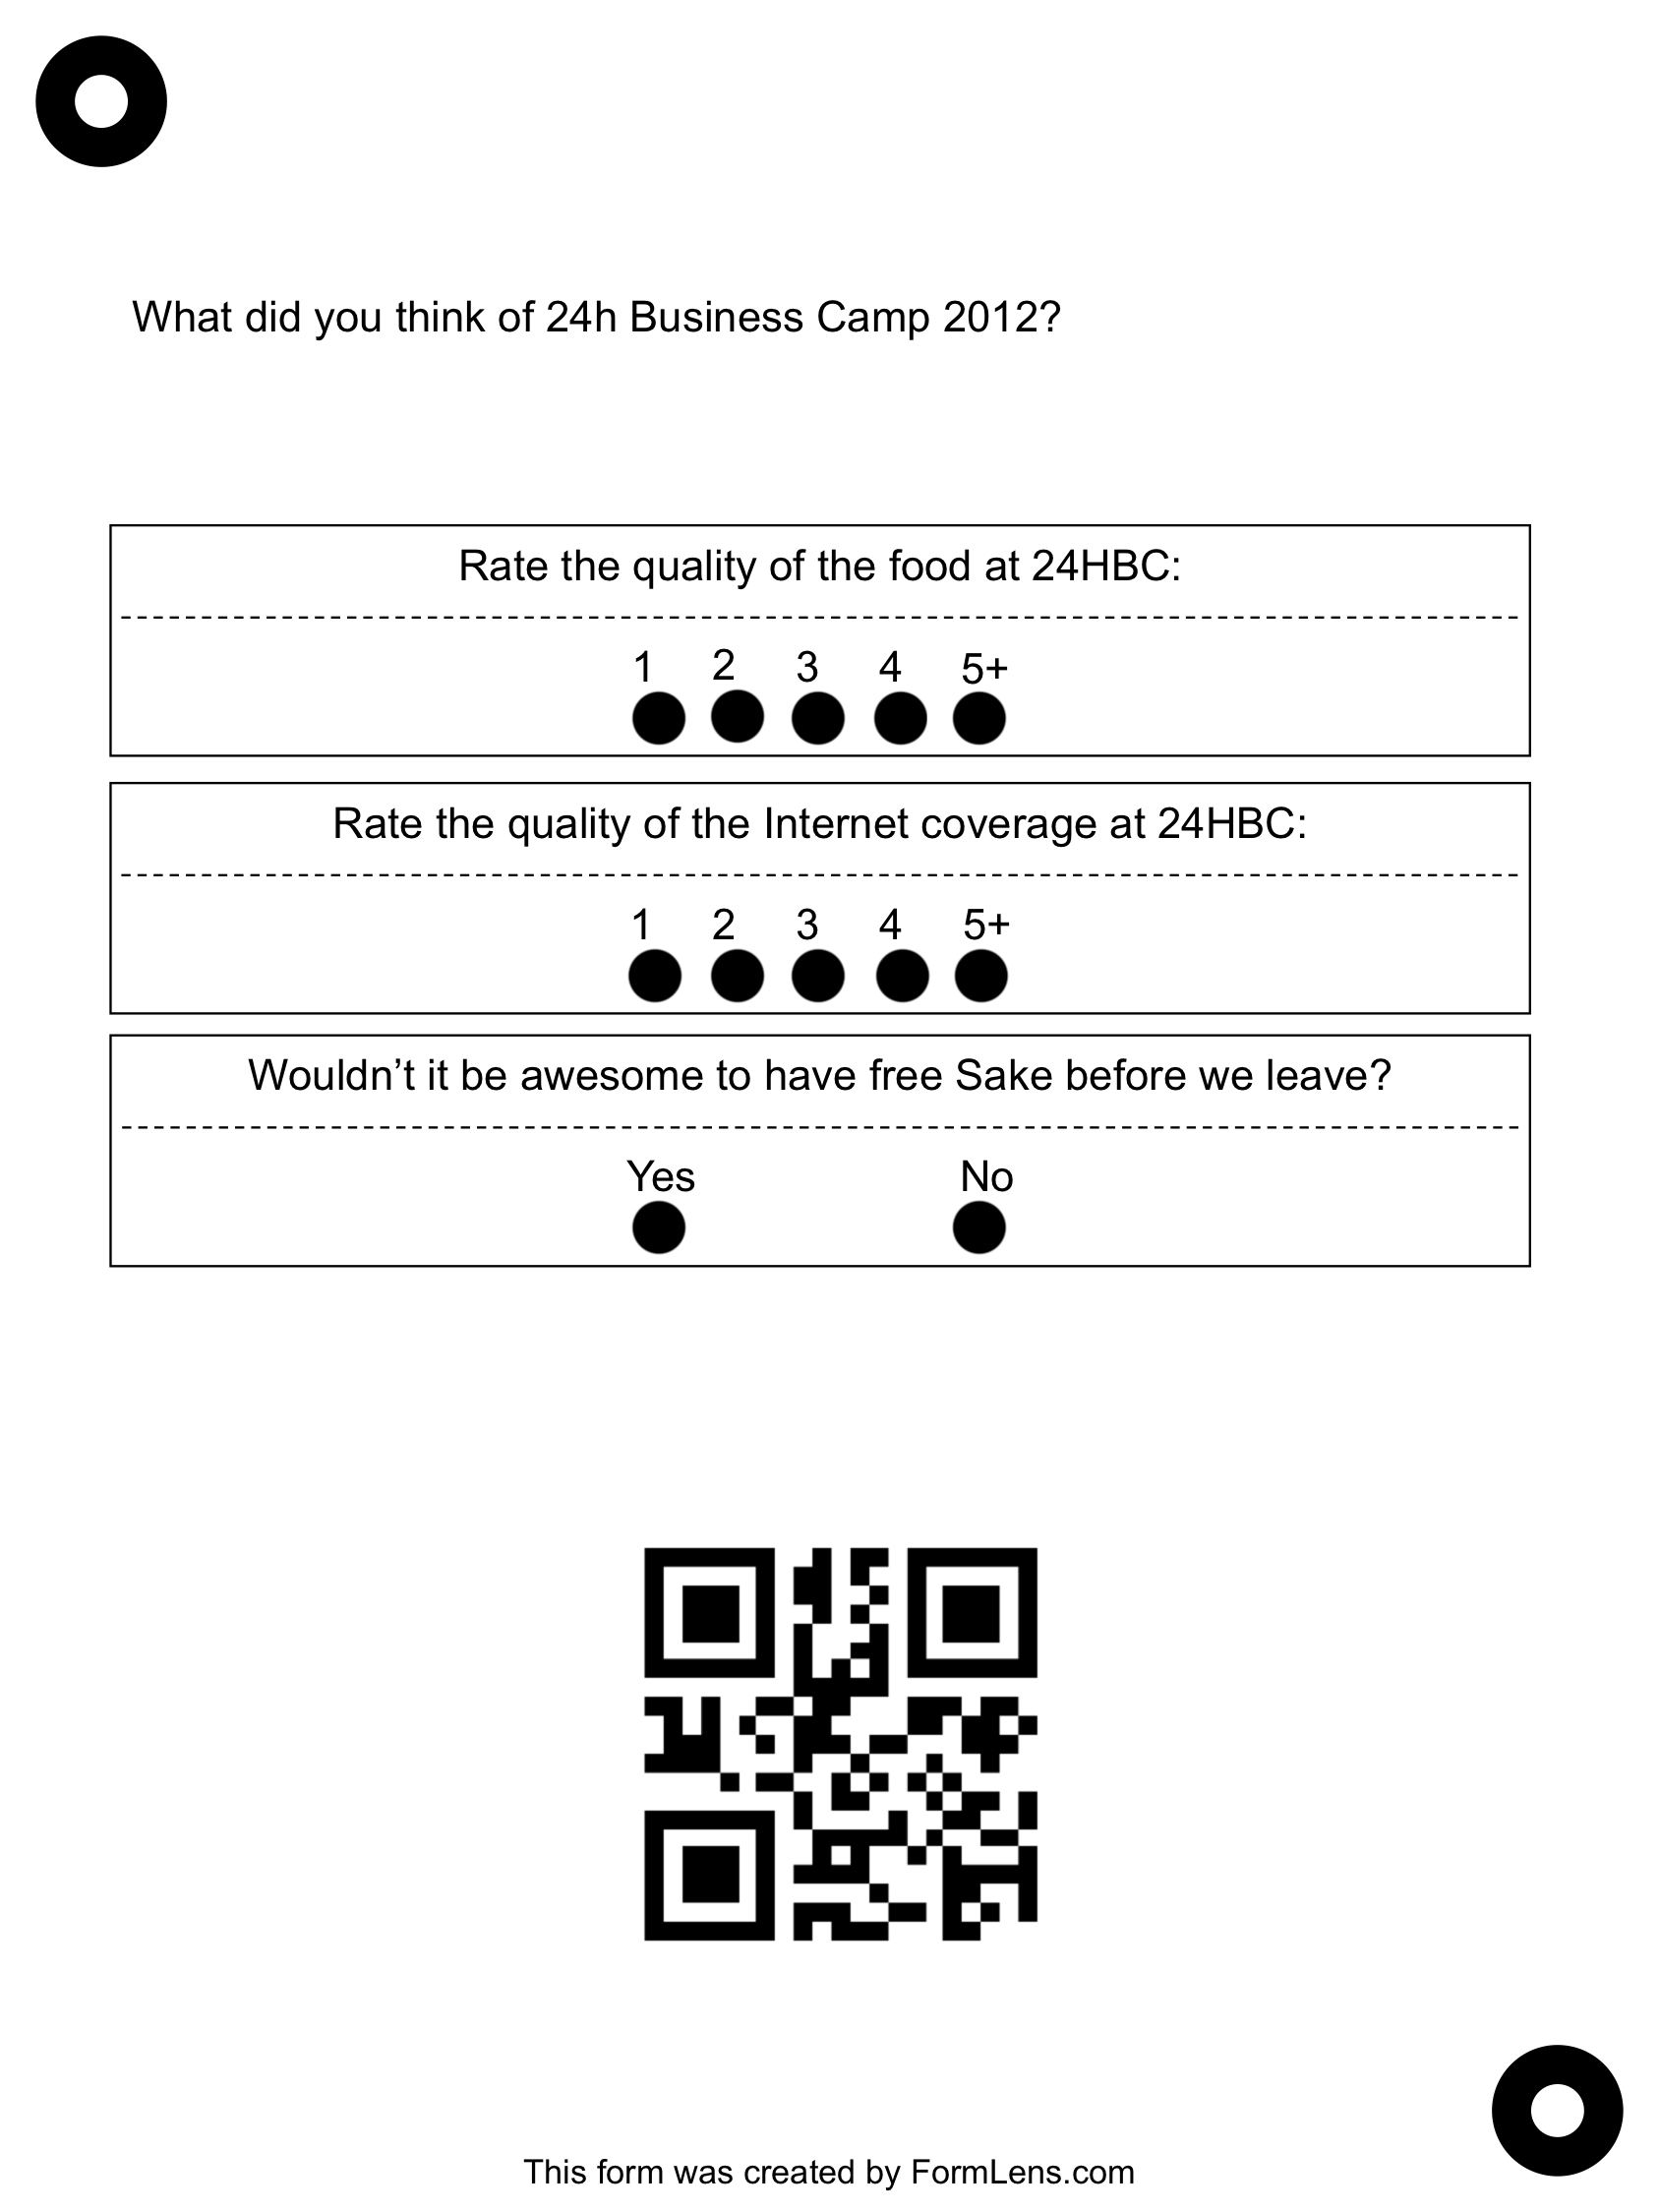 What did you think of 24h Business Camp 2012?
Rate the quality of the food at 24HBC:
1 2 3 4 5+
Rate the quality of the Internet coverage at 24HBC:
1 2 3 4 5+
Wouldn’t it be awesome to have free Sake before we leave?
Yes No
This form was created by FormLens.com